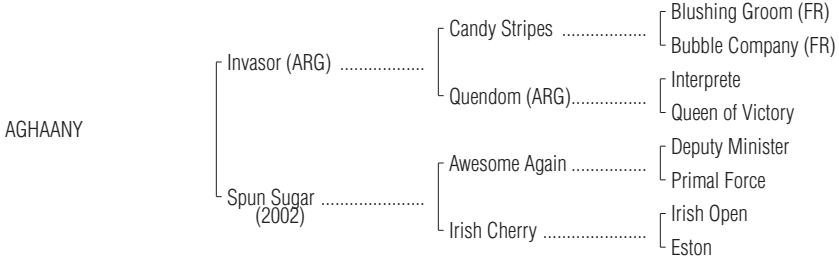 Blushing Groom (FR)
Candy Stripes ...................
Bubble Company (FR)
Invasor (ARG) ..................
Interprete
Quendom (ARG)................
Queen of Victory
AGHAANY
Deputy Minister
Awesome Again ................
Primal Force
Spun Sugar ......................
(2002)
Irish Open
Irish Cherry ......................
Eston